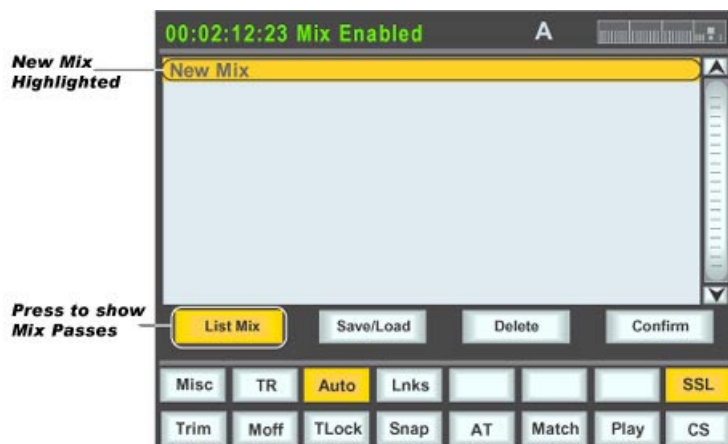 00:02:12:23 Mix Enabled A
New Mix
Highlighted
New Mix
Press to show
Mix Passes
List Mix Save/Load Delete Confirm
Misc TR Auto Lnks SSL
Trim Moff TLock Snap AT Match Play CS